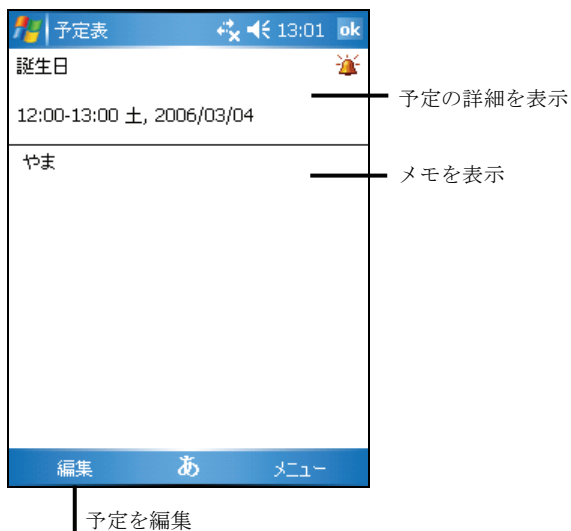 予定表 13:01 ok
誕生日
12:00-13:00 土, 2006/03/04
予定の詳細を表示
やま
メモを表示
編集 あ メニュー
予定を編集